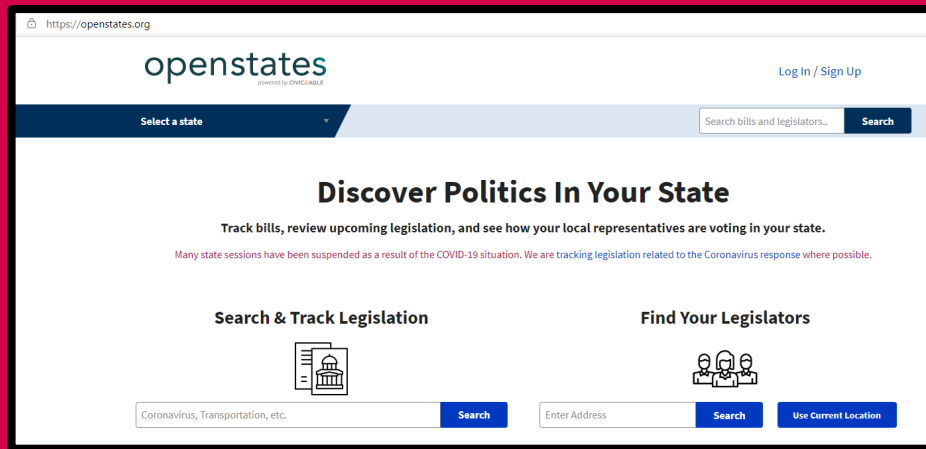 https://openstates.org
openstates
powered by CIVICEAGLE
Log In / Sign Up
Select a state
Search bills and legislators..
Search
Discover Politics In Your State
Track bills, review upcoming legislation, and see how your local representatives are voting in your state.
Many state sessions have been suspended as a result of the COVID-19 situation. We are tracking legislation related to the Coronavirus response where possible.
Search & Track Legislation
Find Your Legislators
Coronavirus, Transportation, etc.
Search
Enter Address
Search
Use Current Location